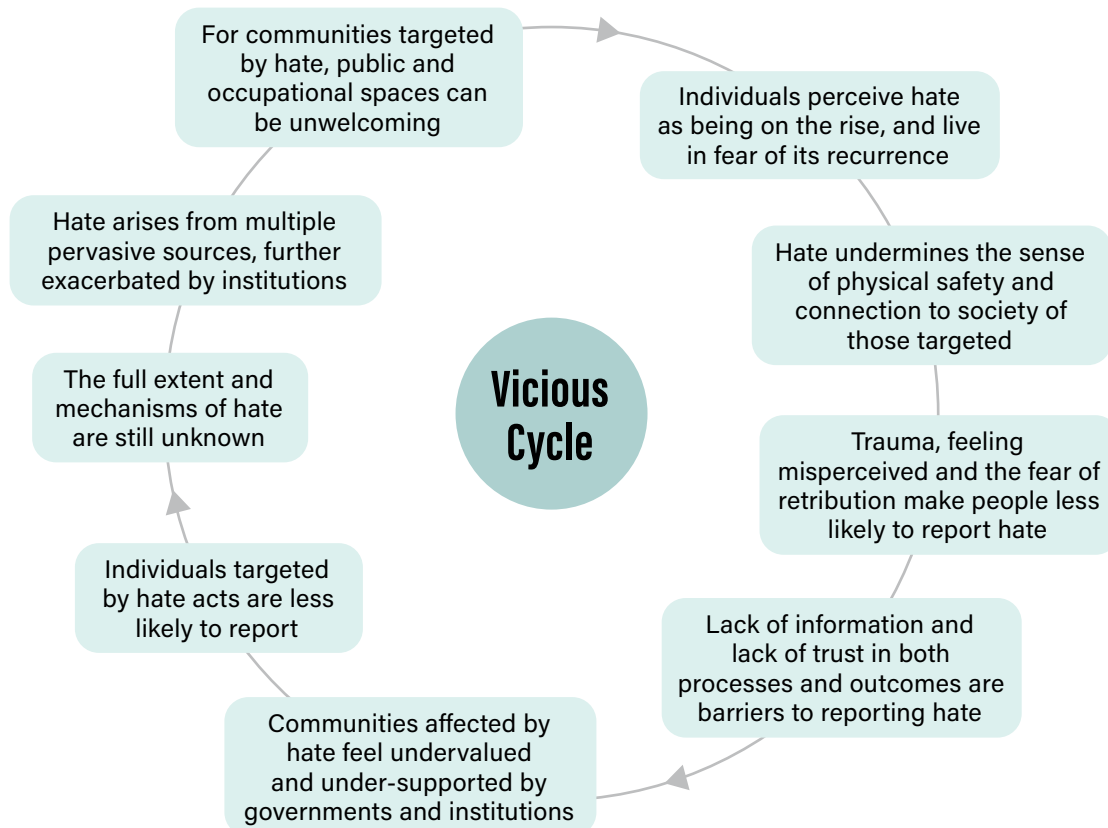 For communities targeted
by hate, public and
occupational spaces can
be unwelcoming
Individuals perceive hate
as being on the rise, and live
in fear of its recurrence
Hate undermines the sense
of physical safety and
connection to society of
those targeted
Trauma, feeling
misperceived and the fear of
retribution make people less
likely to report hate
Lack of information and
lack of trust in both
processes and outcomes are
barriers to reporting hate
Communities affected by
hate feel undervalued
and under-supported by
governments and institutions
Individuals targeted
by hate acts are less
likely to report
The full extent and
mechanisms of hate
are still unknown
Hate arises from multiple
pervasive sources, further
exacerbated by institutions
Vicious
Cycle